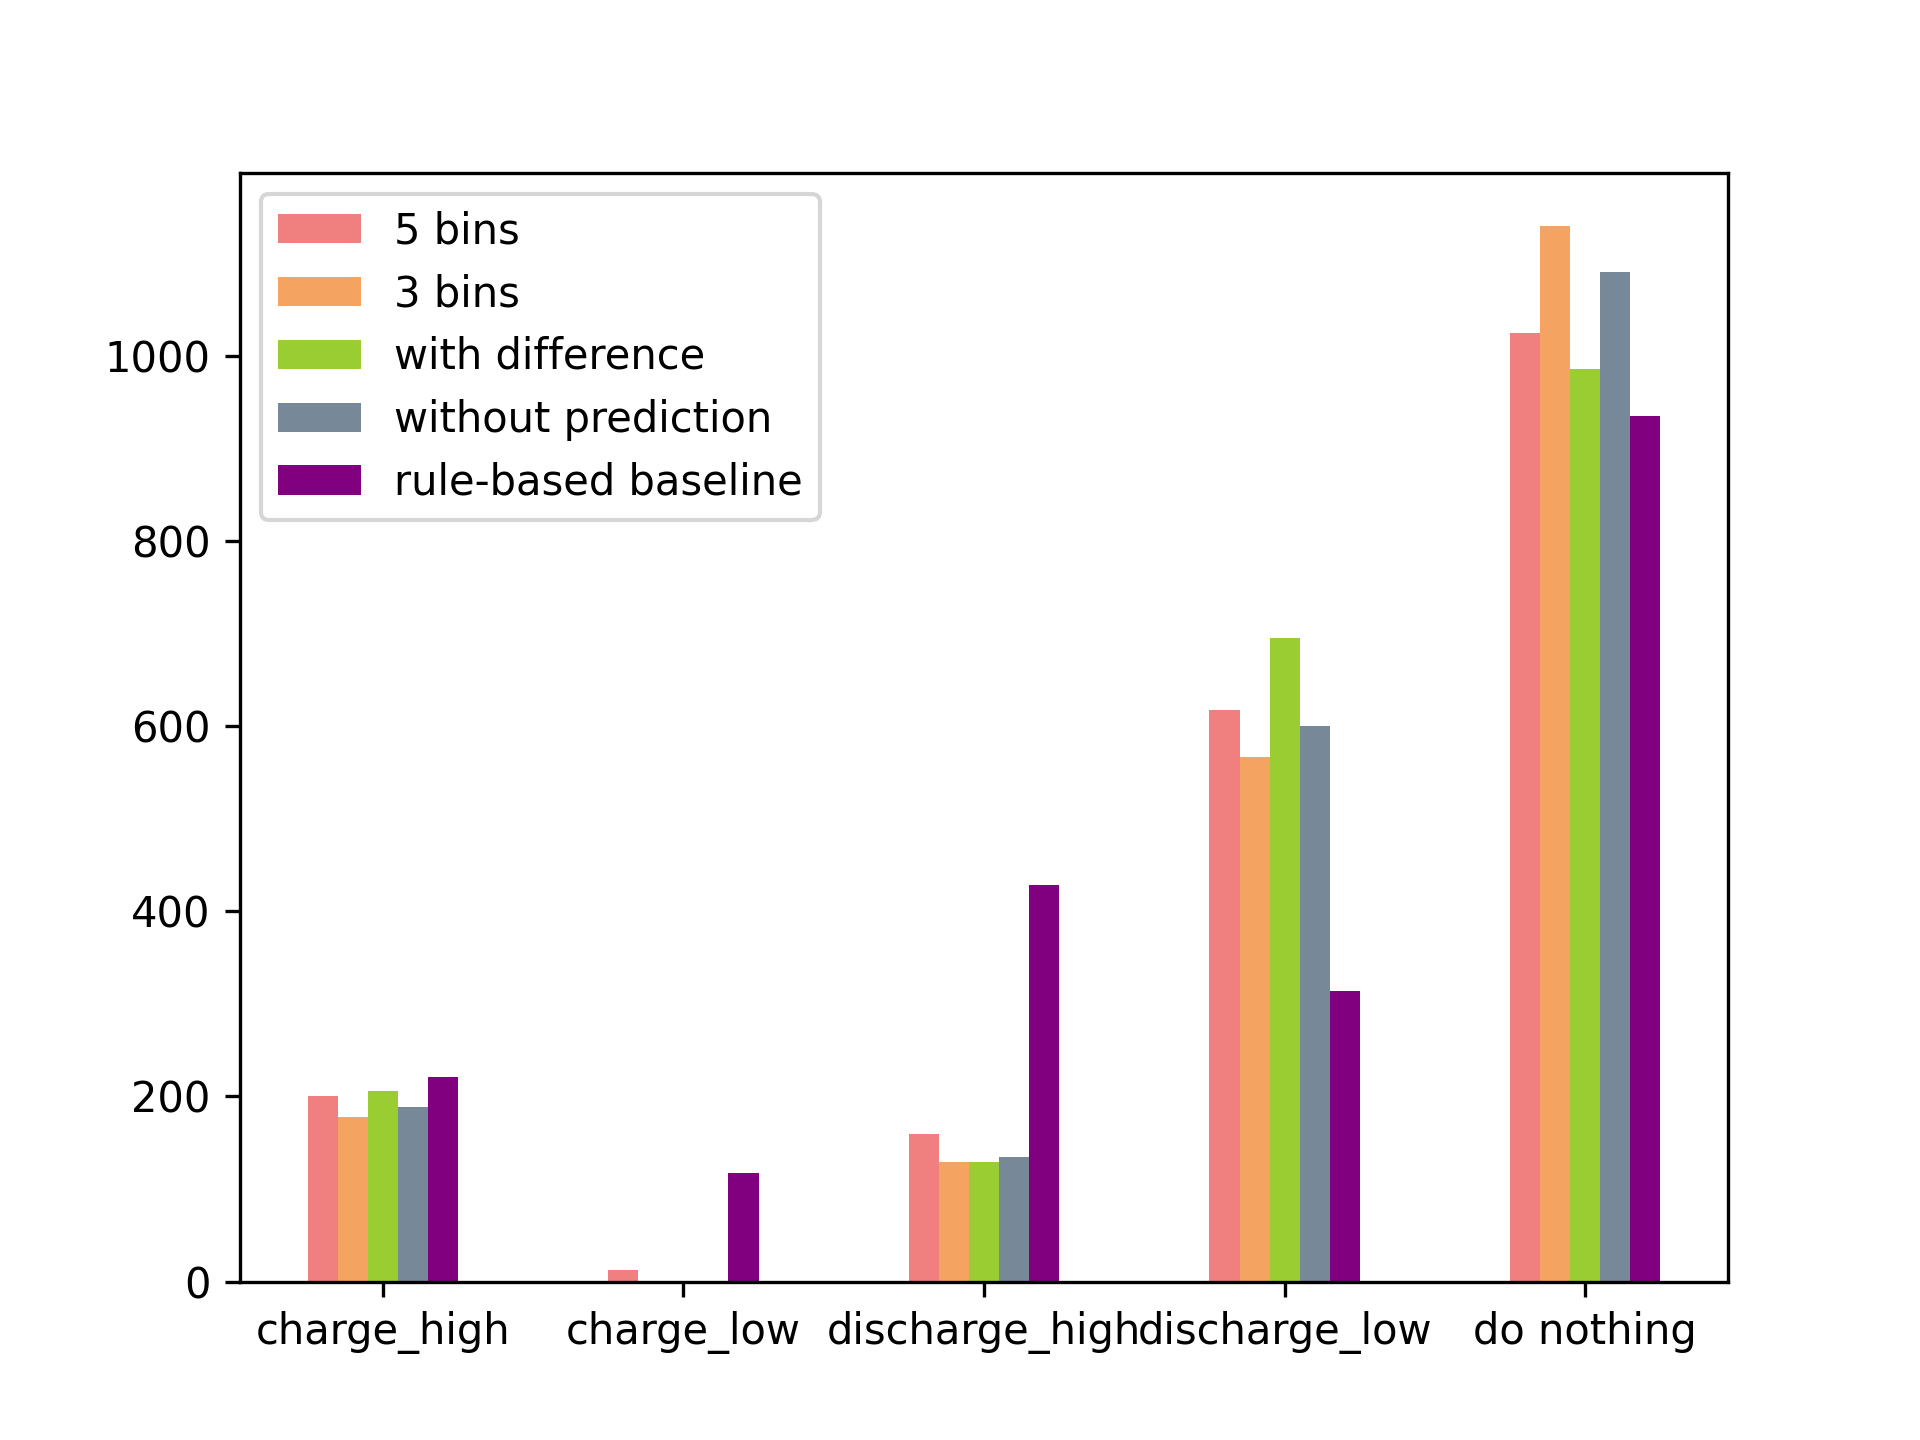 5 bins
3 bins
with difference
without prediction
rule-based baseline
1000
800
600
400
200
0
charge_high charge_low discharge_high discharge_low do nothing